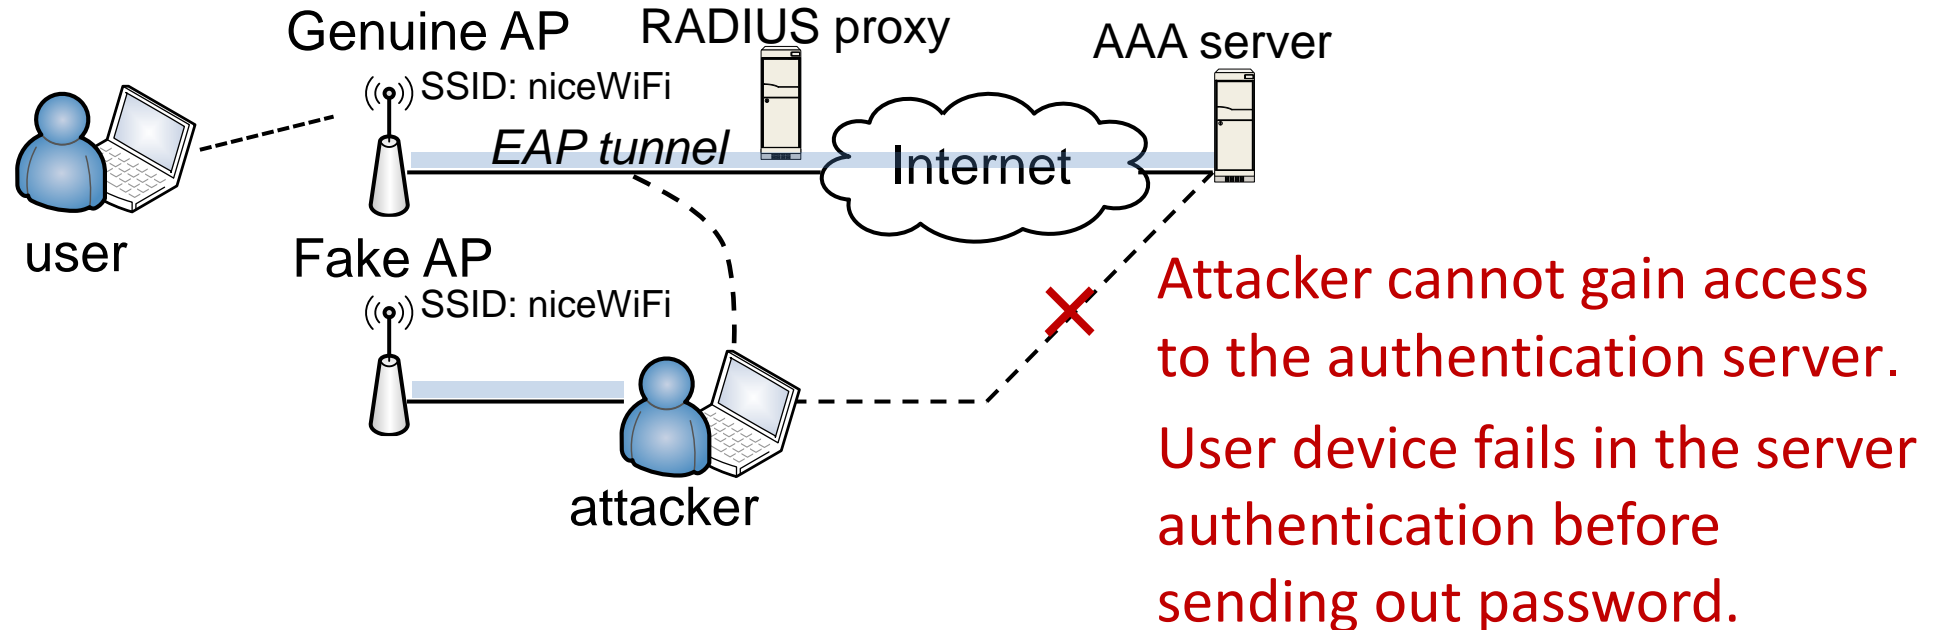 Genuine AP
RADIUS proxy
AAA server
SSID: niceWiFi
EAP tunnel
Internet
user
Fake AP
SSID: niceWiFi
attacker
Attacker cannot gain access
to the authentication server.
User device fails in the server
authentication before
sending out password.